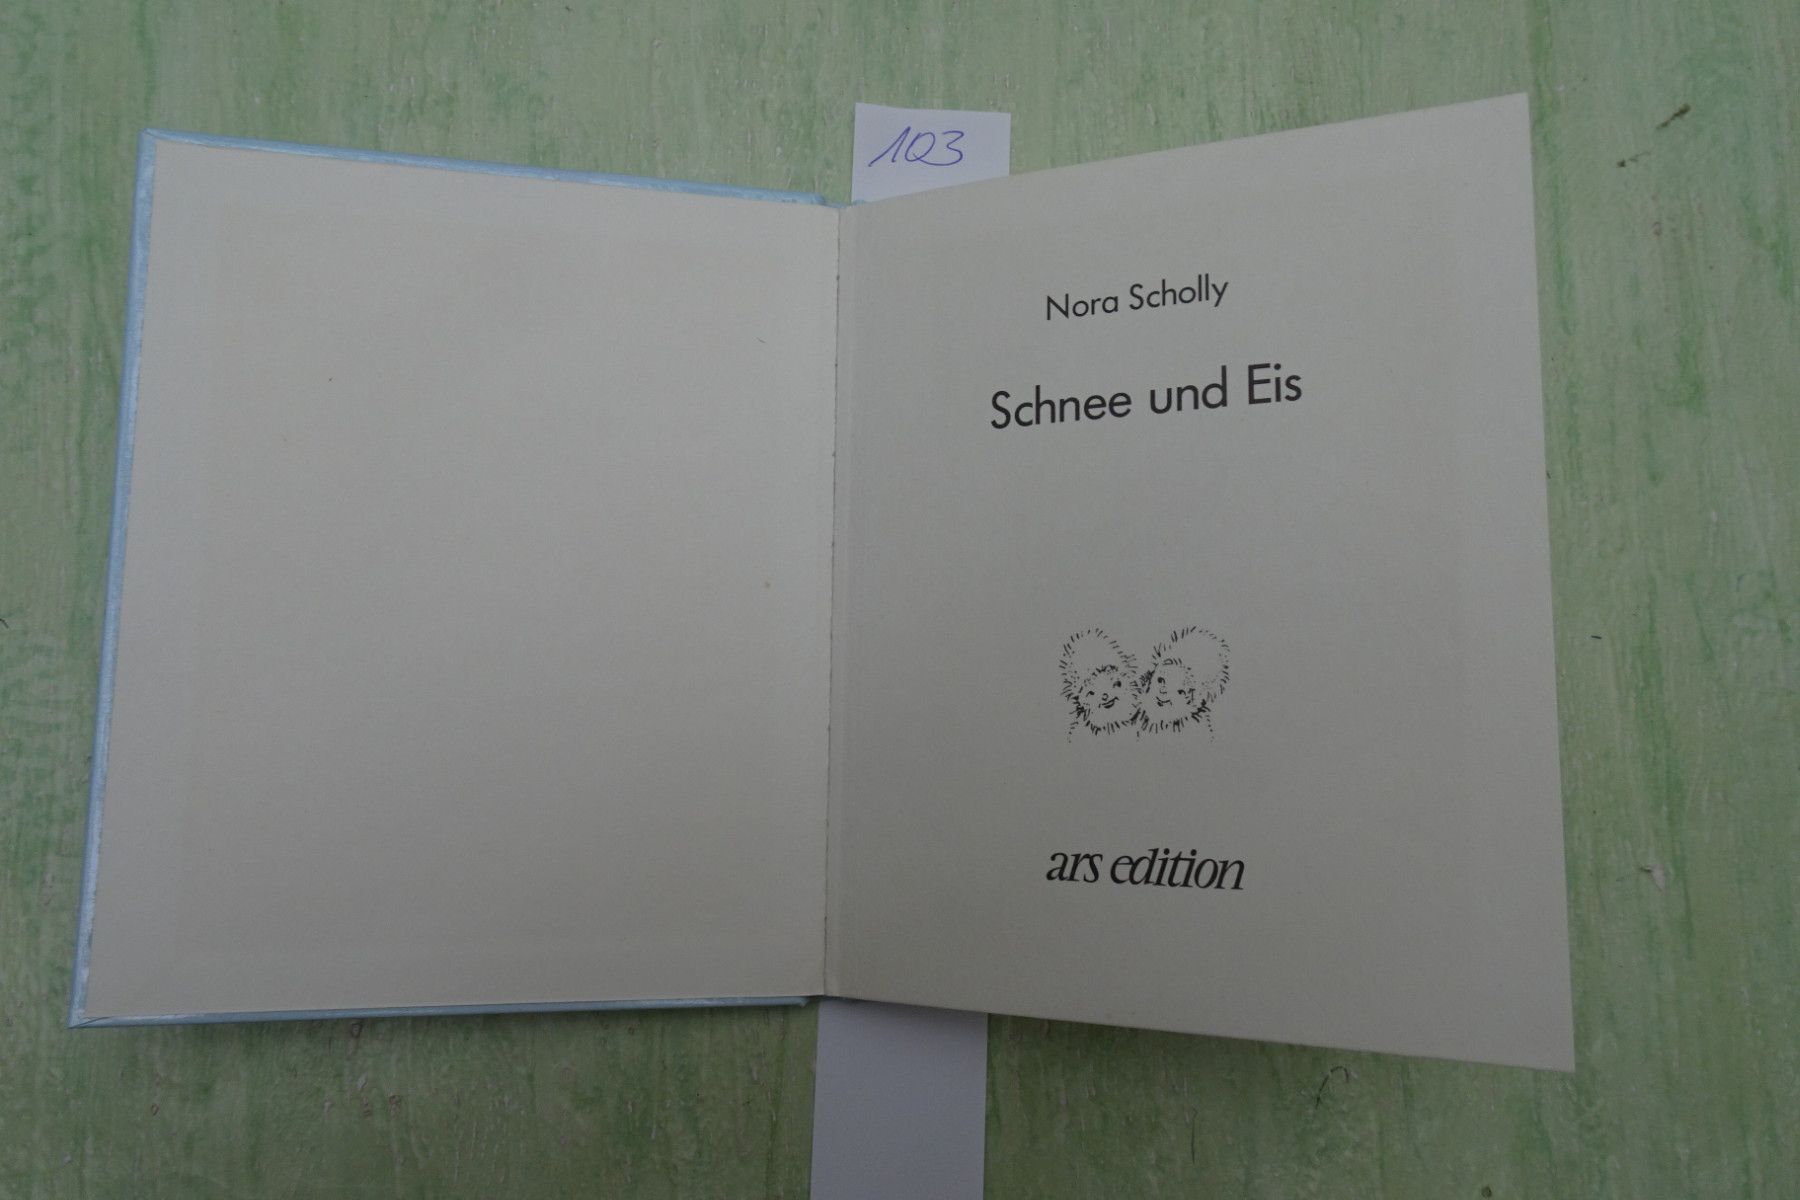 103
Nora Scholly
Schnee und Eis
ars edition